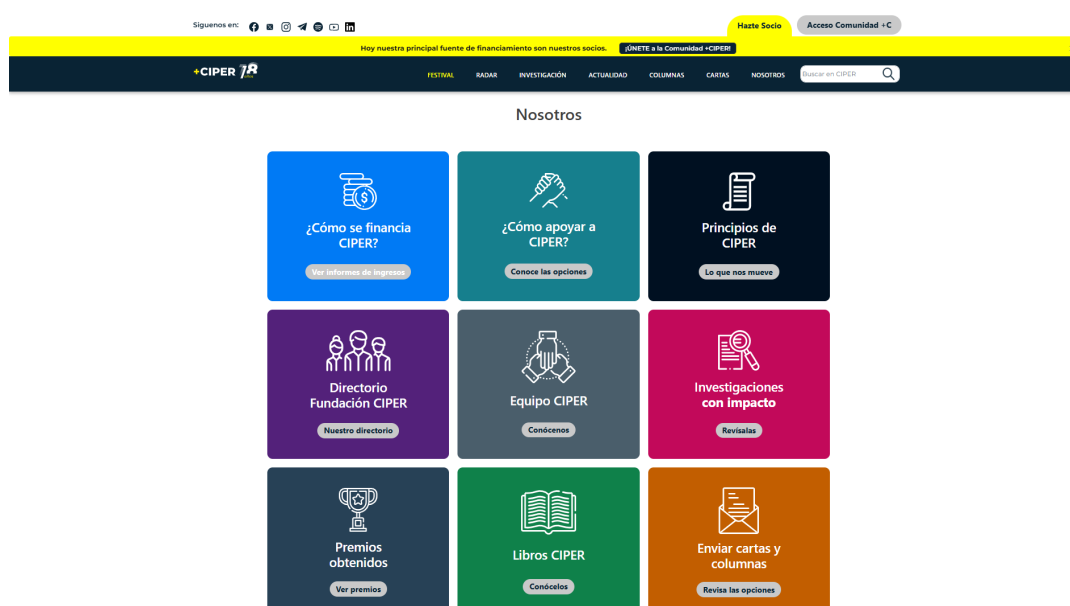 Siguenos en:
Hazte Socio
Acceso Comunidad +C
Hoy nuestra principal fuente de financiamiento son nuestros socios.
¡ÚNETE a la Comunidad +CIPER!
+CIPER 18
FESTIVAL
RADAR
INVESTIGACIÓN
ACTUALIDAD
COLUMNAS
CARTAS
NOSOTROS
Buscar en CIPER
Nosotros
¿Cómo se financia
CIPER?
Ver informes de ingresos
¿Cómo apoyar a
CIPER?
Conoce las opciones
Principios de
CIPER
Lo que nos mueve
Directorio
Fundación CIPER
Nuestro directorio
Equipo CIPER
Conócenos
Investigaciones
con impacto
Revísalas
Premios
obtenidos
Ver premios
Libros CIPER
Conócelos
Enviar cartas y
columnas
Revisa las opciones